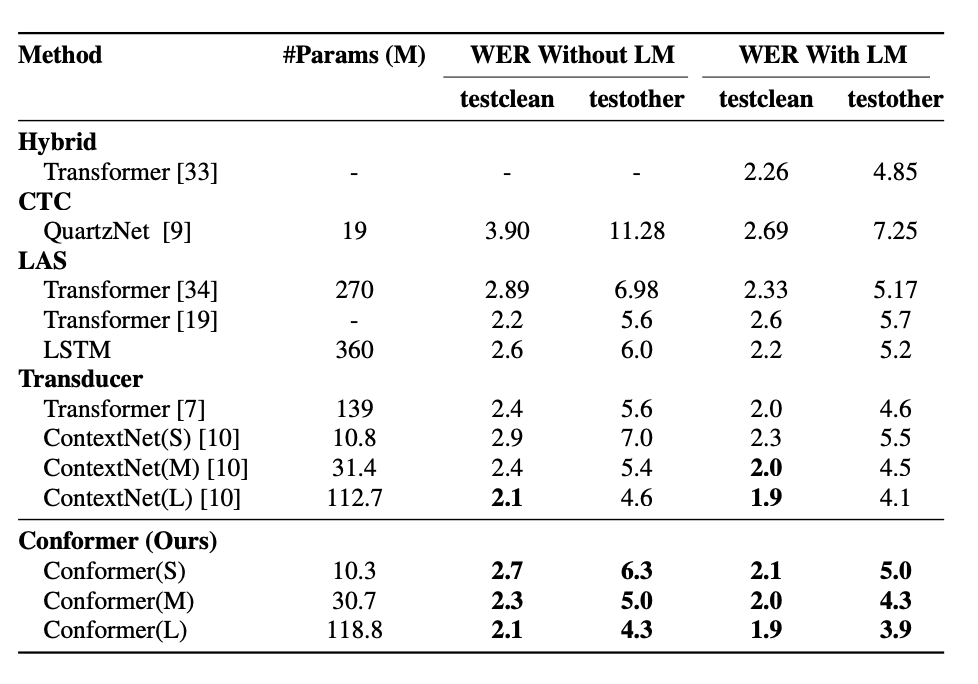 Method #Params (M) WER Without LM WER With LM
testclean testother testclean testother
Hybrid
Transformer [33] - - - 2.26 4.85
CTC
QuartzNet [9] 19 3.90 11.28 2.69 7.25
LAS
Transformer [34] 270 2.89 6.98 2.33 5.17
Transformer [19] - 2.2 5.6 2.6 5.7
LSTM 360 2.6 6.0 2.2 5.2
Transducer
Transformer [7] 139 2.4 5.6 2.0 4.6
ContextNet(S) [10] 10.8 2.9 7.0 2.3 5.5
ContextNet(M) [10] 31.4 2.4 5.4 2.0 4.5
ContextNet(L) [10] 112.7 2.1 4.6 1.9 4.1
Conformer (Ours)
Conformer(S) 10.3 2.7 6.3 2.1 5.0
Conformer(M) 30.7 2.3 5.0 2.0 4.3
Conformer(L) 118.8 2.1 4.3 1.9 3.9